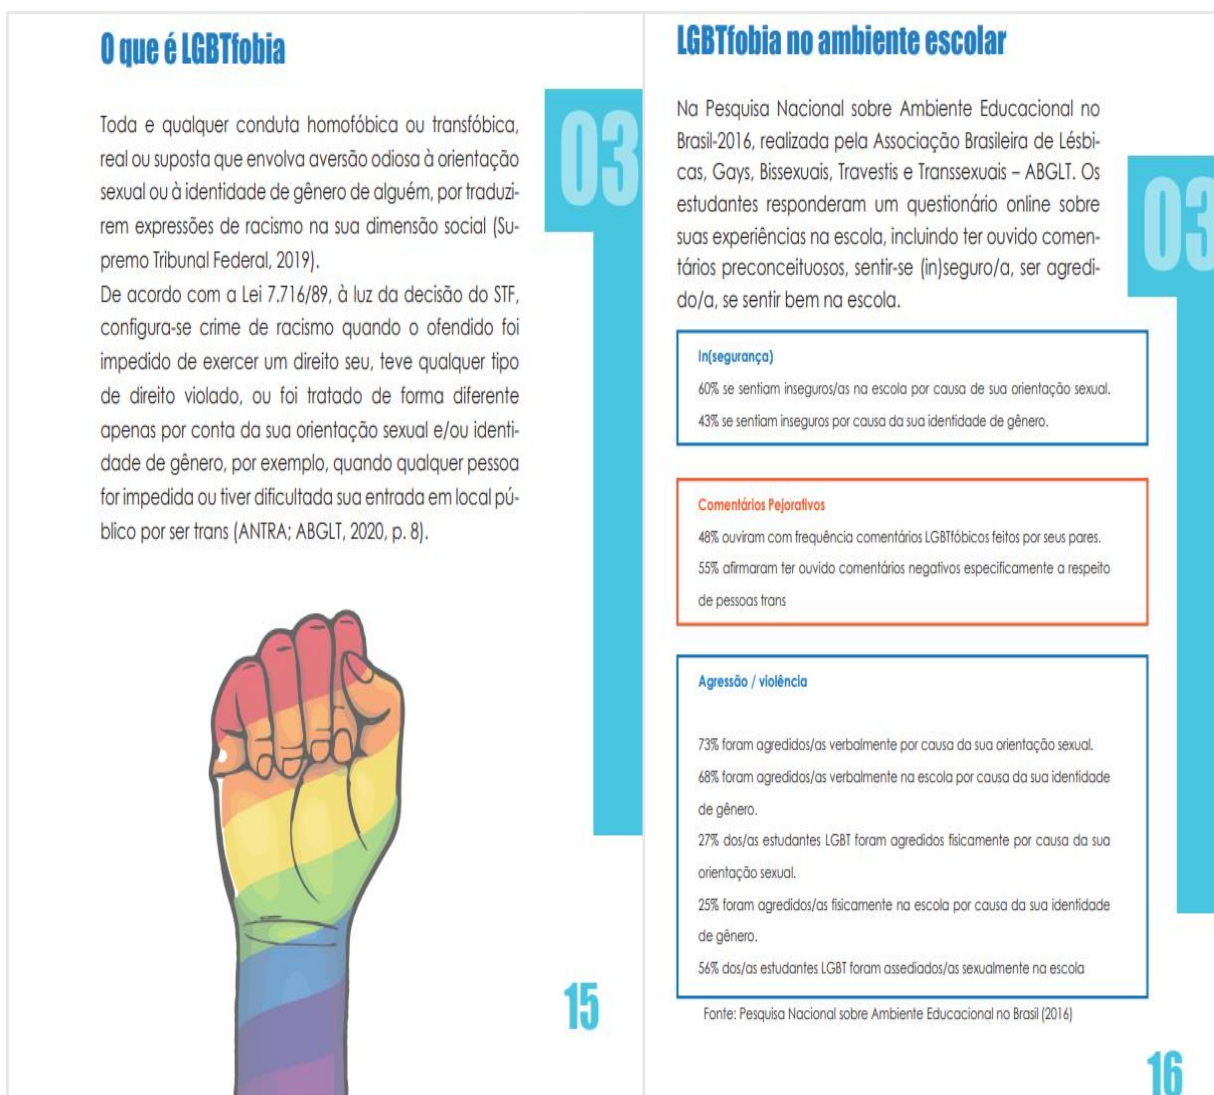 O que é LGBTfobia
Toda e qualquer conduta homofóbica ou transfóbica,
real ou suposta que envolva aversão odiosa à orientação
sexual ou à identidade de gênero de alguém, por traduzi-
rem expressões de racismo na sua dimensão social (Su-
premo Tribunal Federal, 2019).
De acordo com a Lei 7.716/89, à luz da decisão do STF,
configura-se crime de racismo quando o ofendido foi
impedido de exercer um direito seu, teve qualquer tipo
de direito violado, ou foi tratado de forma diferente
apenas por conta da sua orientação sexual e/ou identi-
dade de gênero, por exemplo, quando qualquer pessoa
for impedida ou tiver dificultada sua entrada em local pú-
blico por ser trans (ANTRA; ABGLT, 2020, p. 8).
03
15
LGBTfobia no ambiente escolar
Na Pesquisa Nacional sobre Ambiente Educacional no
Brasil-2016, realizada pela Associação Brasileira de Lésbi-
cas, Gays, Bissexuais, Travestis e Transsexuais – ABGLT. Os
estudantes responderam um questionário online sobre
suas experiências na escola, incluindo ter ouvido comen-
tários preconceituosos, sentir-se (in)seguro/a, ser agredi-
do/a, se sentir bem na escola.
03
In(segurança)
60% se sentiam inseguros/as na escola por causa de sua orientação sexual.
43% se sentiam inseguros por causa da sua identidade de gênero.
Comentários Pejorativos
48% ouviram com frequência comentários LGBTfóbicos feitos por seus pares.
55% afirmaram ter ouvido comentários negativos especificamente a respeito
de pessoas trans
Agressão / violência
73% foram agredidos/as verbalmente por causa da sua orientação sexual.
68% foram agredidos/as verbalmente na escola por causa da sua identidade
de gênero.
27% dos/as estudantes LGBT foram agredidos fisicamente por causa da sua
orientação sexual.
25% foram agredidos/as fisicamente na escola por causa da sua identidade
de gênero.
56% dos/as estudantes LGBT foram assediados/as sexualmente na escola
Fonte: Pesquisa Nacional sobre Ambiente Educacional no Brasil (2016)
16